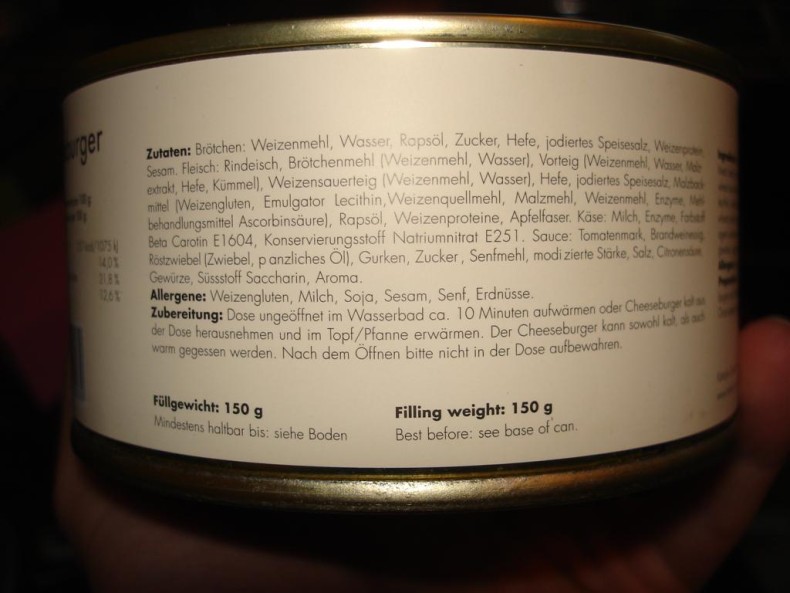 burger
Zutaten: Brötchen: Weizenmehl, Wasser, Rapsöl, Zucker, Hefe, jodiertes Speisesalz, Weizenprotein,
Sesam. Fleisch: Rindeisch, Brötchenmehl (Weizenmehl, Wasser), Vorteig (Weizenmehl, Wasser, Malz-
extrakt, Hefe, Kümmel), Weizensauerteig (Weizenmehl, Wasser), Hefe, jodiertes Speisesalz, Malzback-
mittel (Weizengluten, Emulgator Lecithin,Weizenquellmehl, Malzmehl, Weizenmehl, Enzyme, Mehl-
behandlungsmittel Ascorbinsäure), Rapsöl, Weizenproteine, Apfelfaser. Käse: Milch, Enzyme, Farbstoff
Beta Carotin E1604, Konservierungsstoff Natriumnitrat E251. Sauce: Tomatenmark, Brandweinessig,
Röstzwiebel (Zwiebel, p anzliches Öl), Gurken, Zucker, Senfmehl, modi zierte Stärke, Salz, Citronensäure,
Gewürze, Süssstoff Saccharin, Aroma.
Allergene: Weizengluten, Milch, Soja, Sesam, Senf, Erdnüsse.
Zubereitung: Dose ungeöffnet im Wasserbad ca. 10 Minuten aufwärmen oder Cheeseburger kalt aus
der Dose herausnehmen und im Topf/Pfanne erwärmen. Der Cheeseburger kann sowohl kalt, als auch
warm gegessen werden. Nach dem Öffnen bitte nicht in der Dose aufbewahren.
Füllgewicht: 150 g
Mindestens haltbar bis: siehe Boden
Filling weight: 150 g
Best before: see base of can.